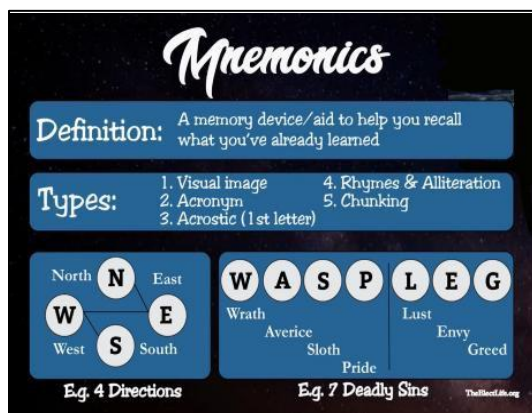 Mnemonics
Definition:
A memory device/aid to help you recall
what you've already learned
Types:
1. Visual image
2. Acronym
3. Acrostic (1st letter)
4. Rhymes & Alliteration
5. Chunking
North N East
W E
West S South
E.g. 4 Directions
W A S P L E G
Wrath
Averice
Sloth
Pride
Lust
Envy
Greed
E.g. 7 Deadly Sins
TheElectLife.org